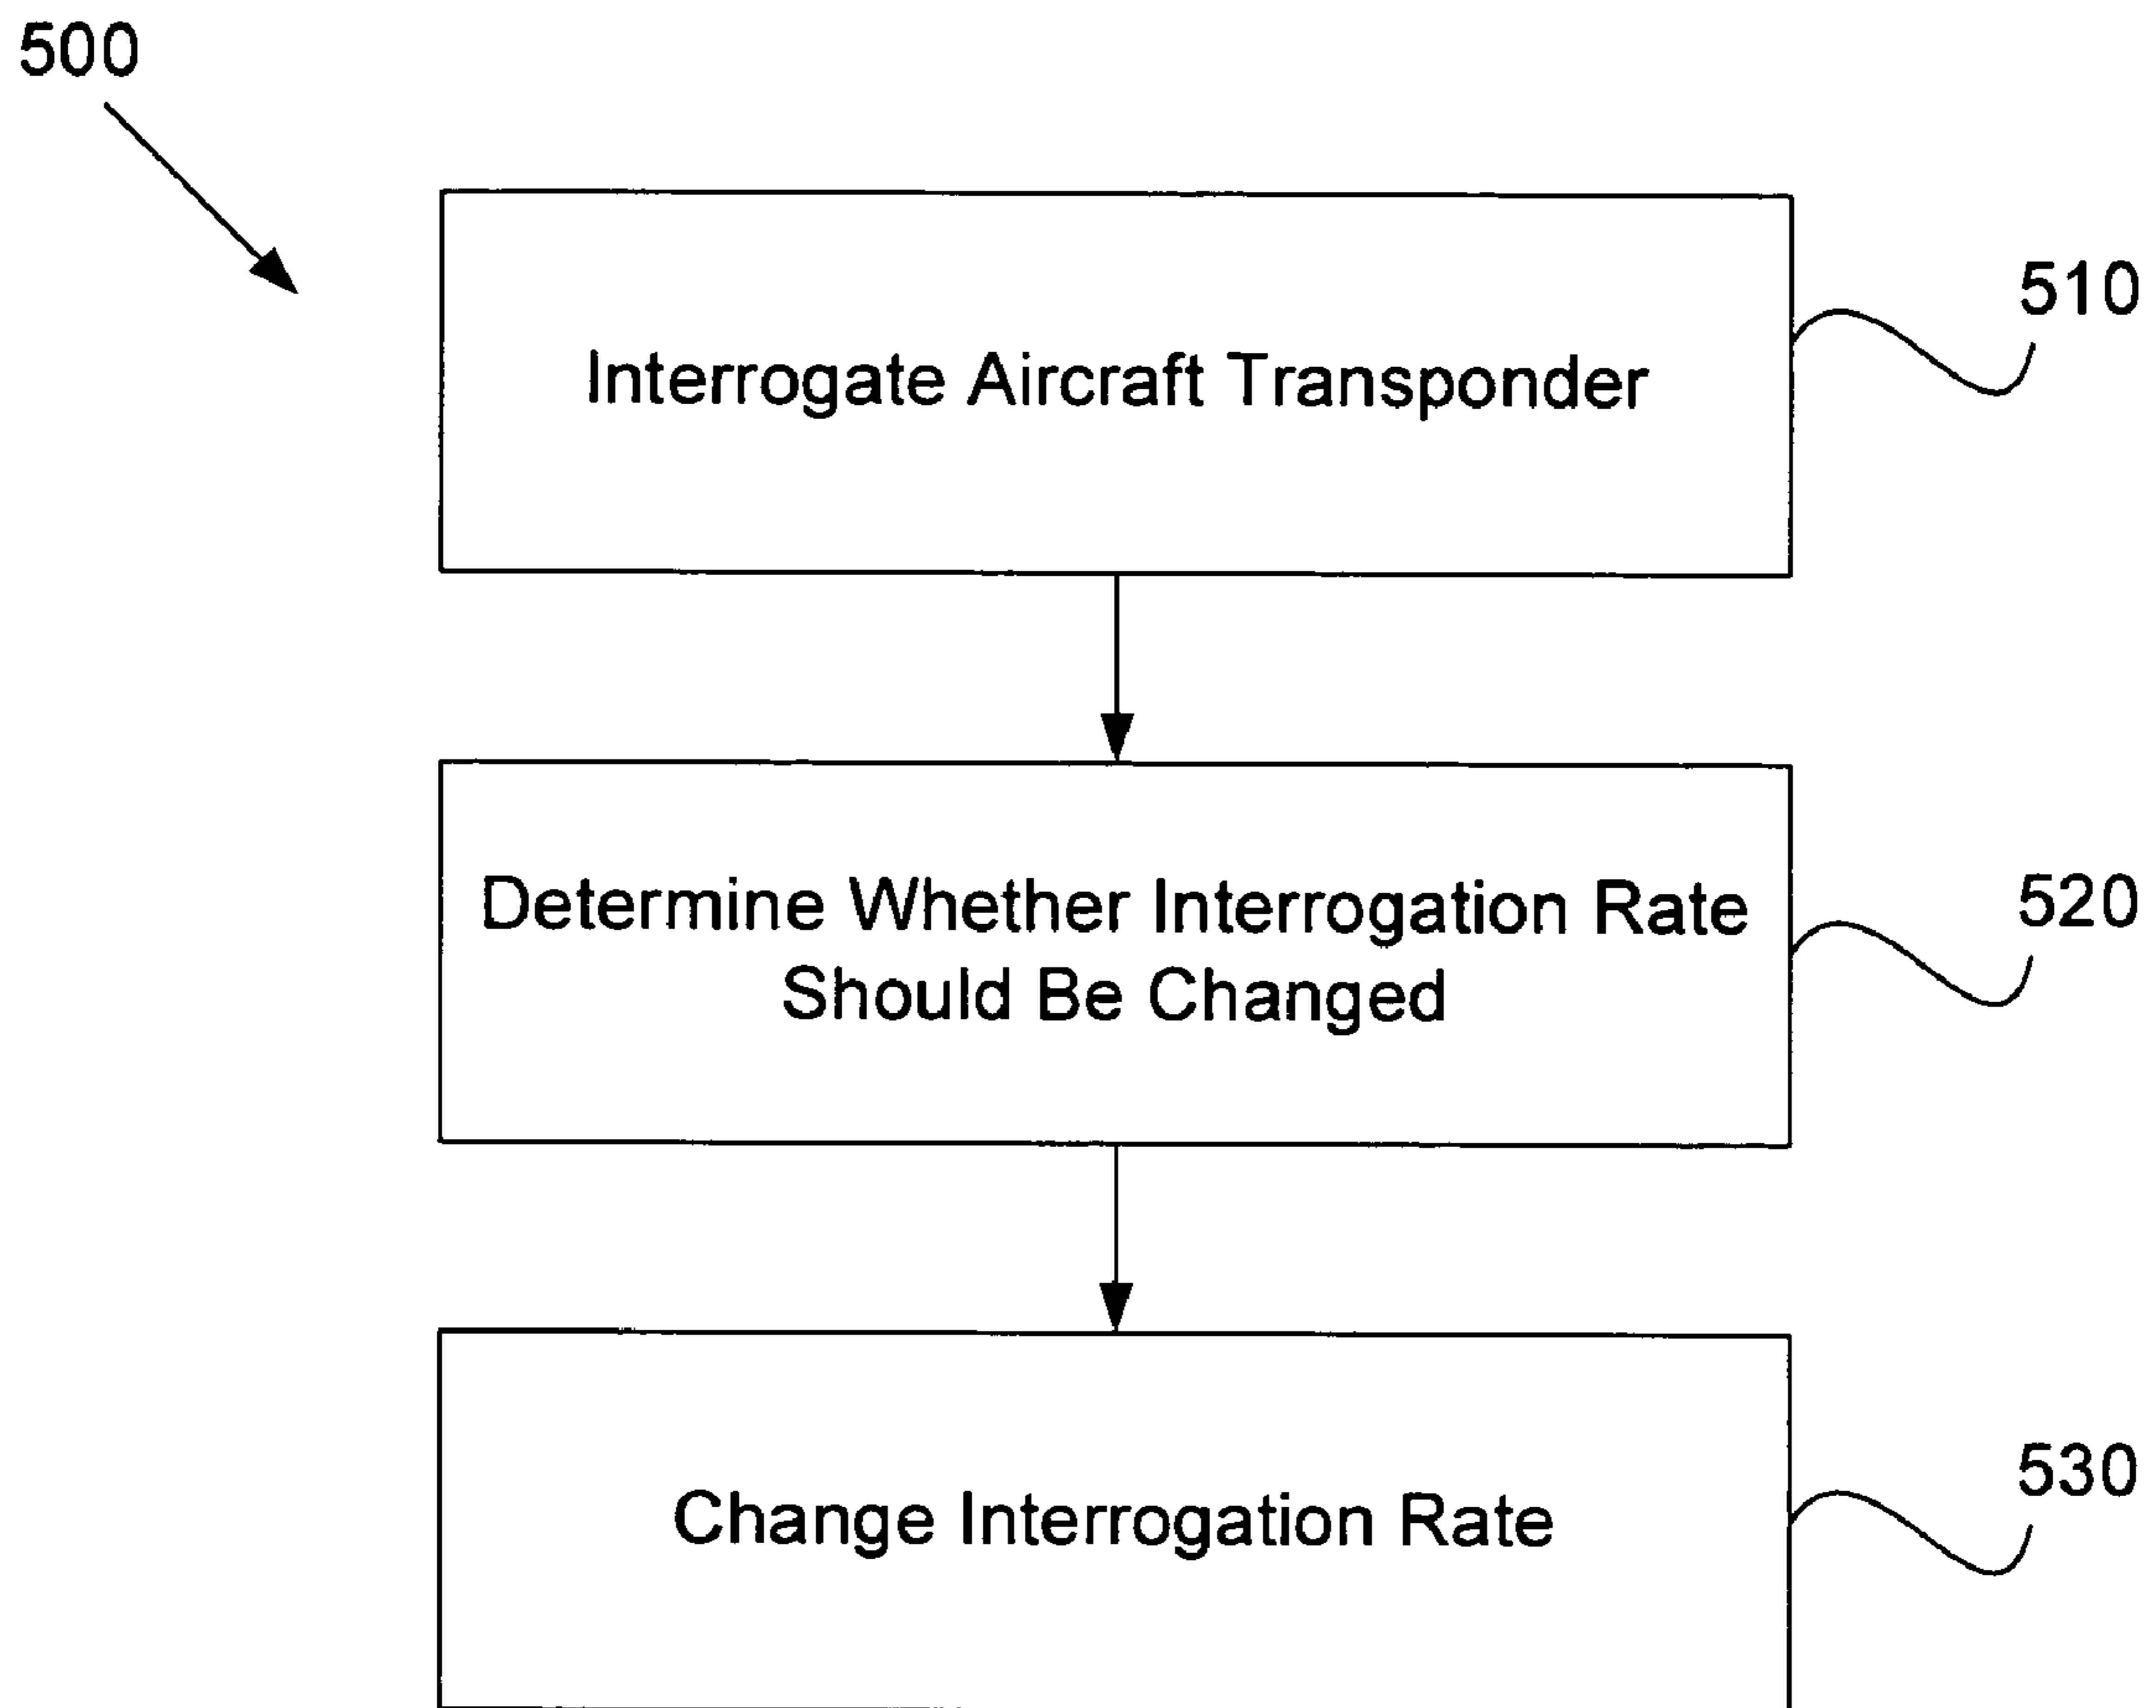 500
510
Interrogate Aircraft Transponder
520
Determine Whether Interrogation Rate
Should Be Changed
530
Change Interrogation Rate